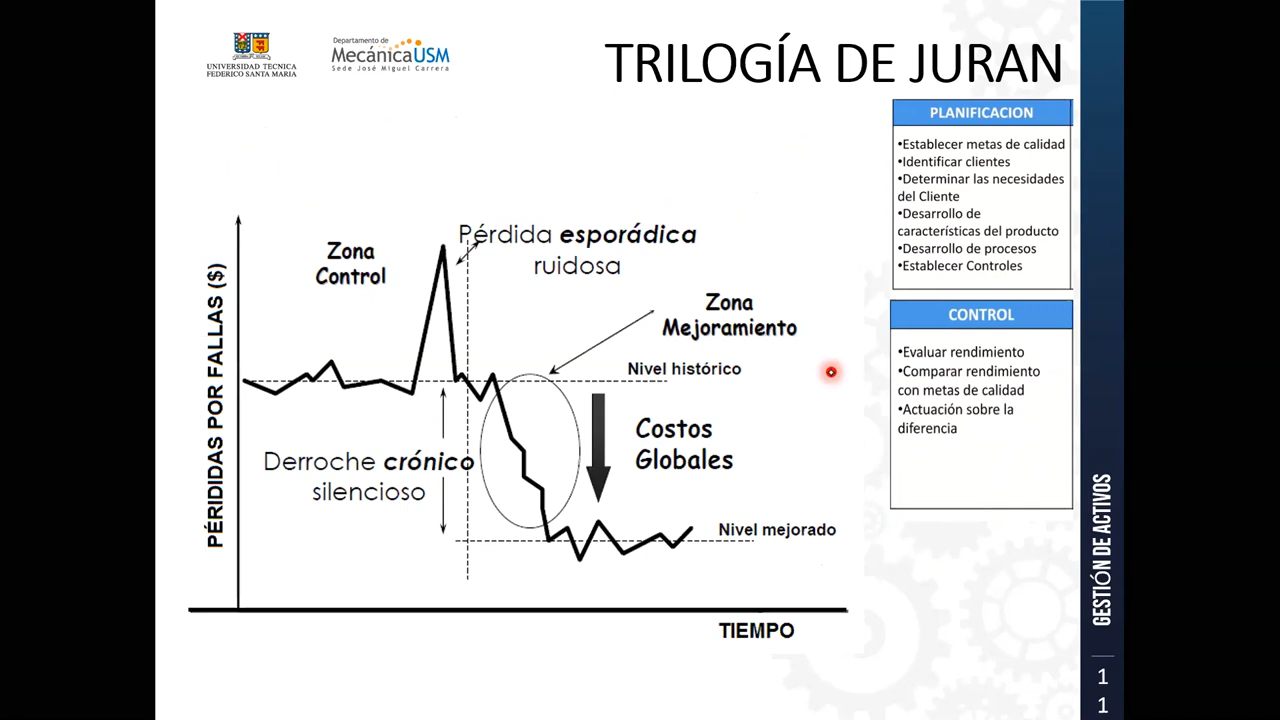 UNIVERSIDAD TECNICA
FEDERICO SANTA MARIA
Departamento de
MecánicaUSM
Sede José Miguel Carrera
TRILOGÍA DE JURAN
PLANIFICACION
•Establecer metas de calidad
•Identificar clientes
•Determinar las necesidades
del Cliente
•Desarrollo de
características del producto
•Desarrollo de procesos
•Establecer Controles
CONTROL
•Evaluar rendimiento
•Comparar rendimiento
con metas de calidad
•Actuación sobre la
diferencia
PÉRDIDAS POR FALLAS ($)
Zona
Control
Pérdida esporádica
ruidosa
Zona
Mejoramiento
Nivel histórico
Costos
Globales
Derroche crónico
silencioso
Nivel mejorado
TIEMPO
GESTIÓN DE ACTIVOS
1
1